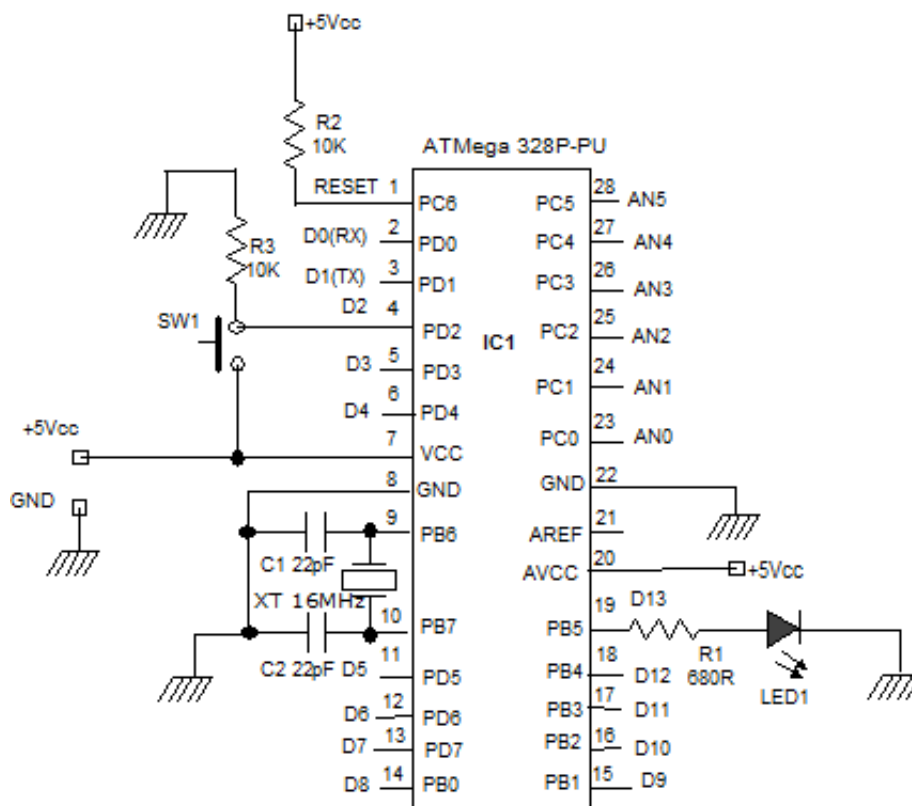 +5Vcc
R2
10K
ATMega 328P-PU
RESET 1 PC6
D0(RX) 2 PD0
R3
10K
D1(TX) 3 PD1
D2 4 PD2
SW1
D3 5 PD3
D4 6 PD4
+5Vcc
7 VCC
8 GND
GND
9 PB6
C1 22pF
XT 16MHz
10 PB7
C2 22pF
D5 11 PD5
D6 12 PD6
D7 13 PD7
D8 14 PB0
IC1
PC5 28 AN5
PC4 27 AN4
PC3 26 AN3
PC2 25 AN2
PC1 24 AN1
PC0 23 AN0
GND 22
AREF 21
AVCC 20 +5Vcc
PB5 19 D13
R1
680R
LED1
PB4 18 D12
PB3 17 D11
PB2 16 D10
PB1 15 D9